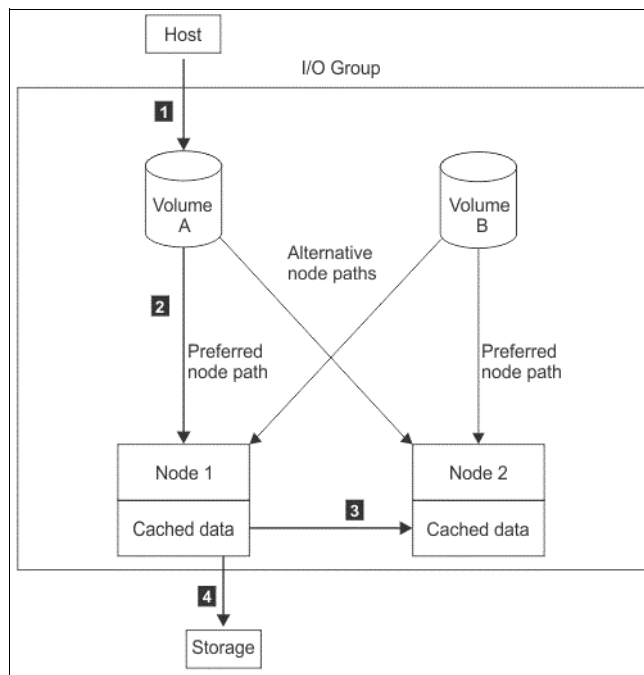 Host
I/O Group
1
Volume
A
Volume
B
Alternative
node paths
2
Preferred
node path
Preferred
node path
Node 1
Node 2
Cached data
3
Cached data
4
Storage